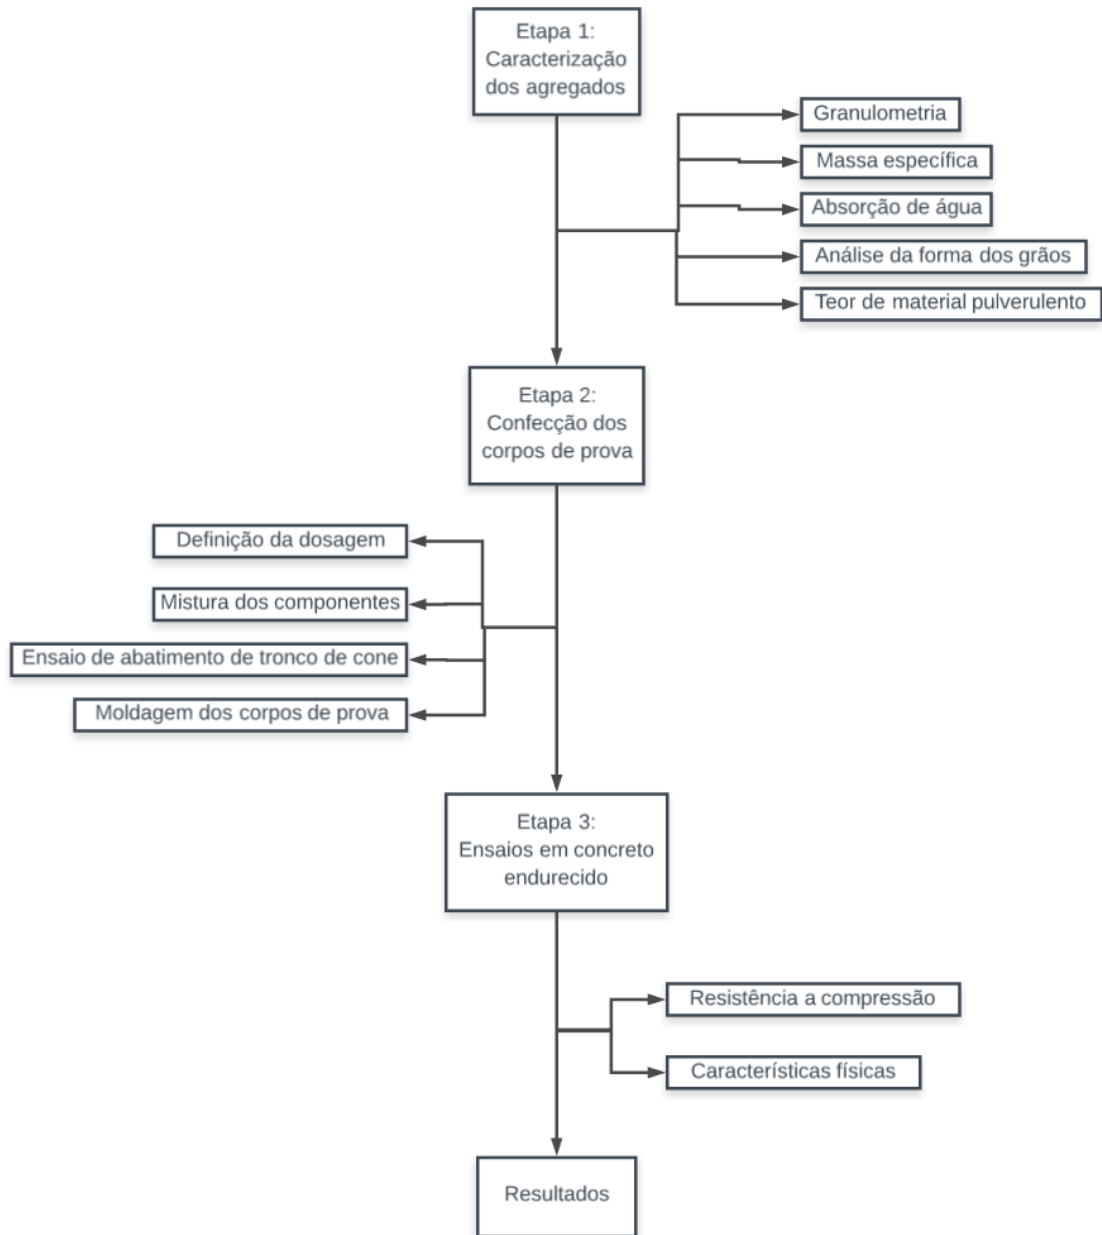 Etapa 1:
Caracterização
dos agregados
Granulometria
Massa específica
Absorção de água
Análise da forma dos grãos
Teor de material pulverulento
Etapa 2:
Confecção dos
corpos de prova
Definição da dosagem
Mistura dos componentes
Ensaio de abatimento de tronco de cone
Moldagem dos corpos de prova
Etapa 3:
Ensaios em concreto
endurecido
Resistência a compressão
Características físicas
Resultados